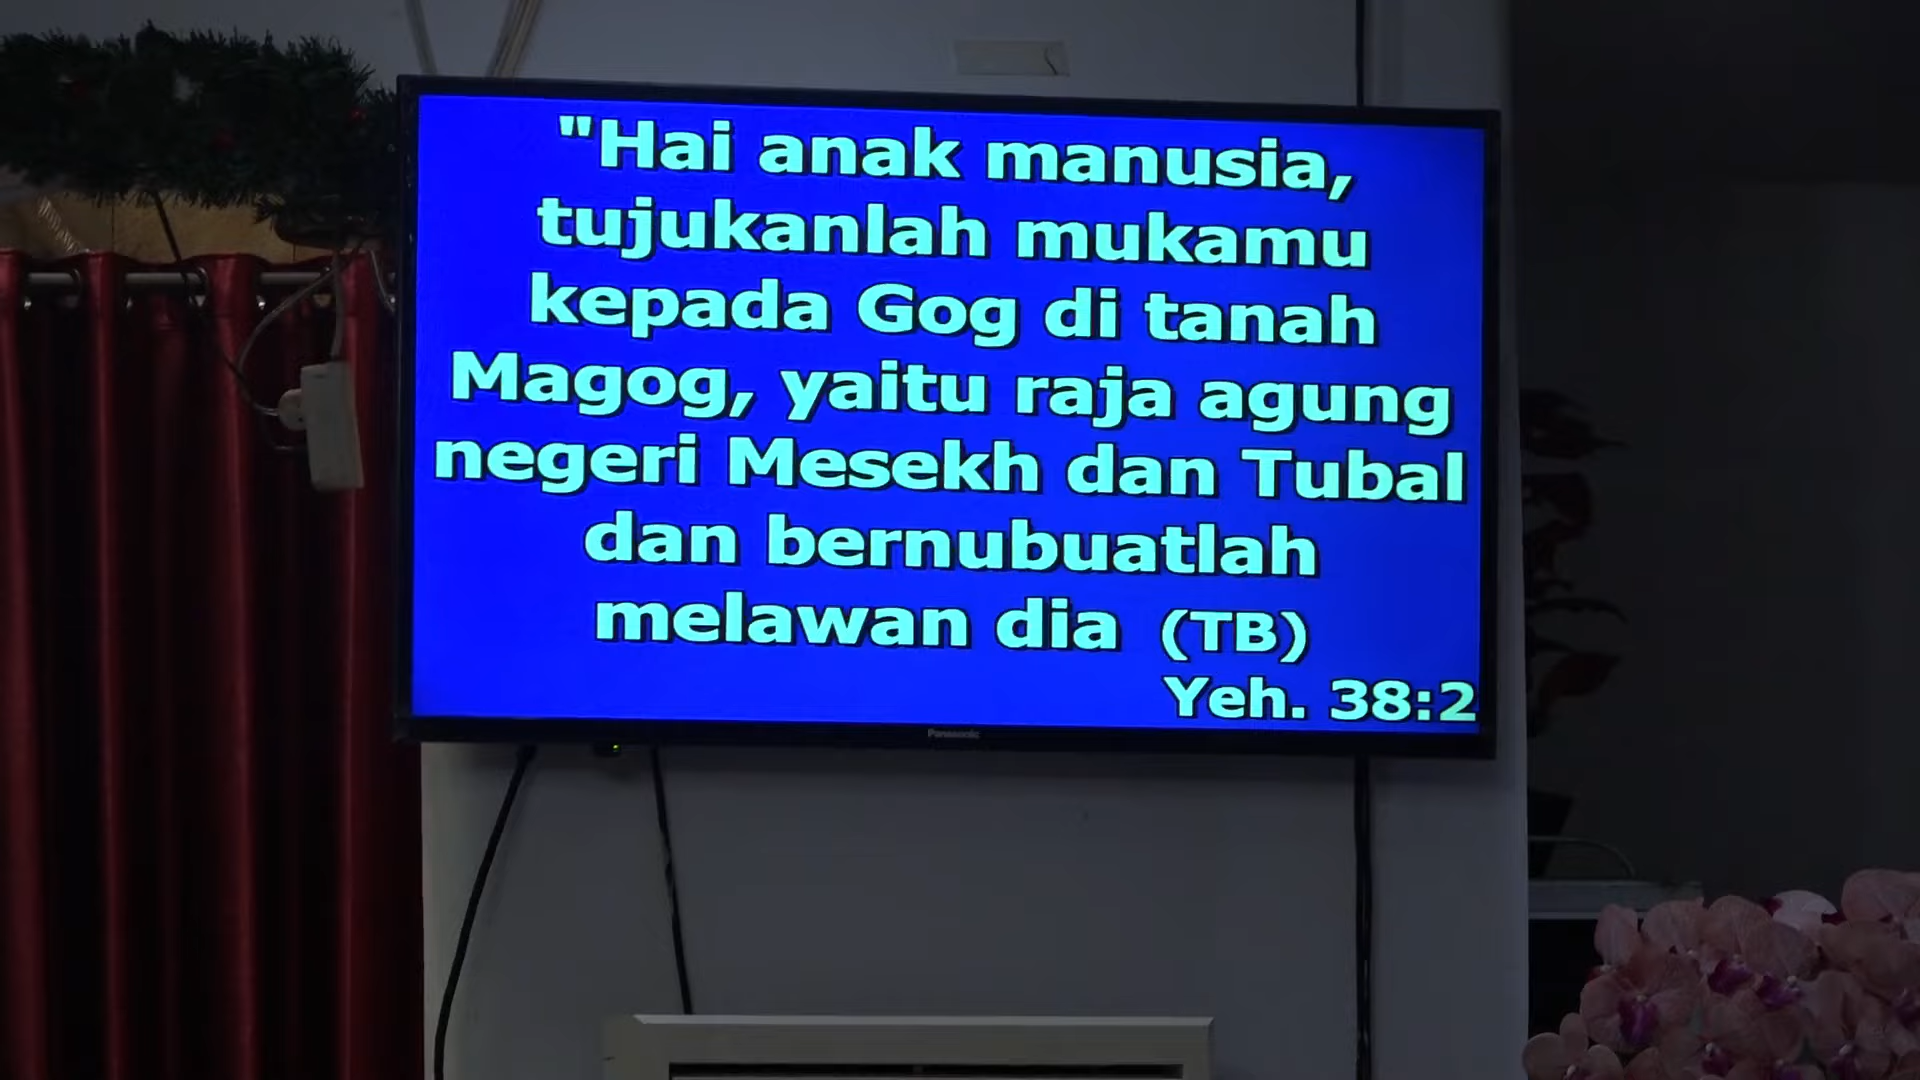 "Hai anak manusia,
tujukanlah mukamu
kepada Gog di tanah
Magog, yaitu raja agung
negeri Mesekh dan Tubal
dan bernubuatlah
melawan dia (TB)
Yeh. 38:2
Panasonic